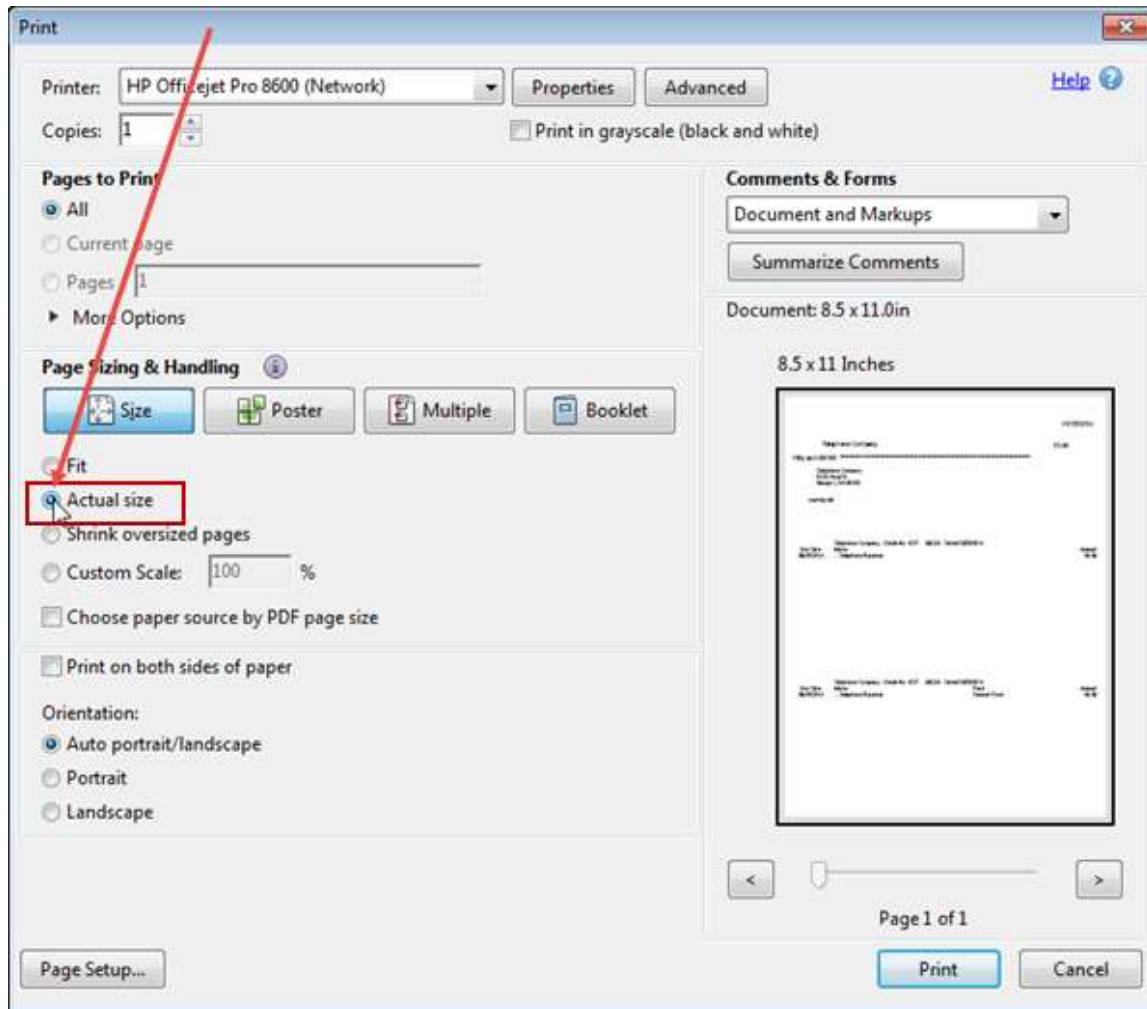 Print
Printer: HP Officejet Pro 8600 (Network) Properties Advanced Help
Copies: 1 Print in grayscale (black and white)
Pages to Print
All
Current page
Pages 1
More Options
Comments & Forms
Document and Markups
Summarize Comments
Page Sizing & Handling
Size Poster Multiple Booklet
Fit
Actual size
Shrink oversized pages
Custom Scale: 100 %
Choose paper source by PDF page size
Print on both sides of paper
Orientation:
Auto portrait/landscape
Portrait
Landscape
Document: 8.5 x 11.0in
8.5 x 11 Inches
< >
Page 1 of 1
Page Setup... Print Cancel